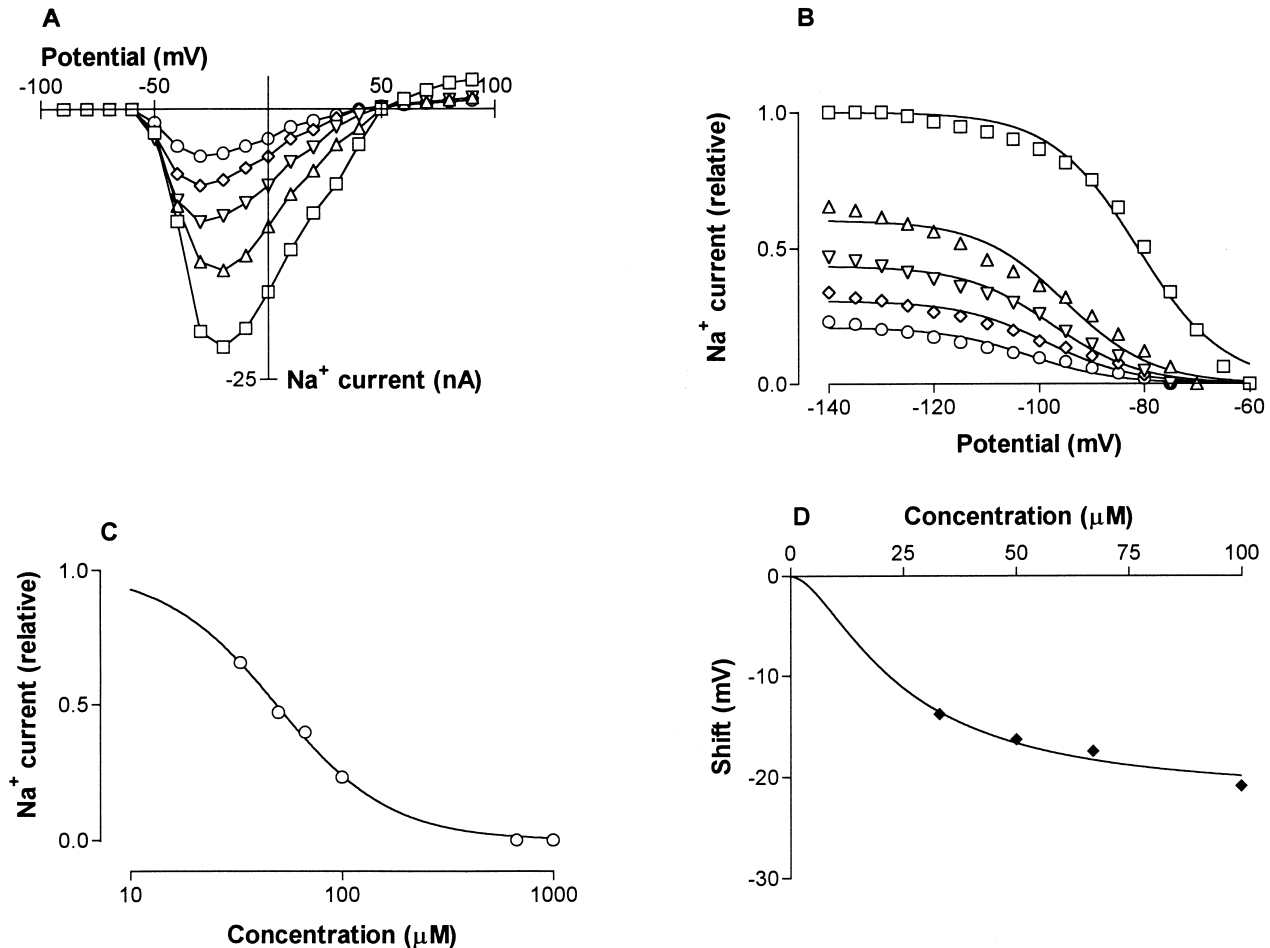 A
Potential (mV)
-100 -50 50 100
-25 Na+ current (nA)
B
Na+ current (relative)
1.0
0.5
0.0
-140 -120 -100 -80 -60
Potential (mV)
C
Na+ current (relative)
1.0
0.5
0.0
10 100 1000
Concentration (μM)
D
Concentration (μM)
0 25 50 75 100
Shift (mV)
0
-10
-20
-30